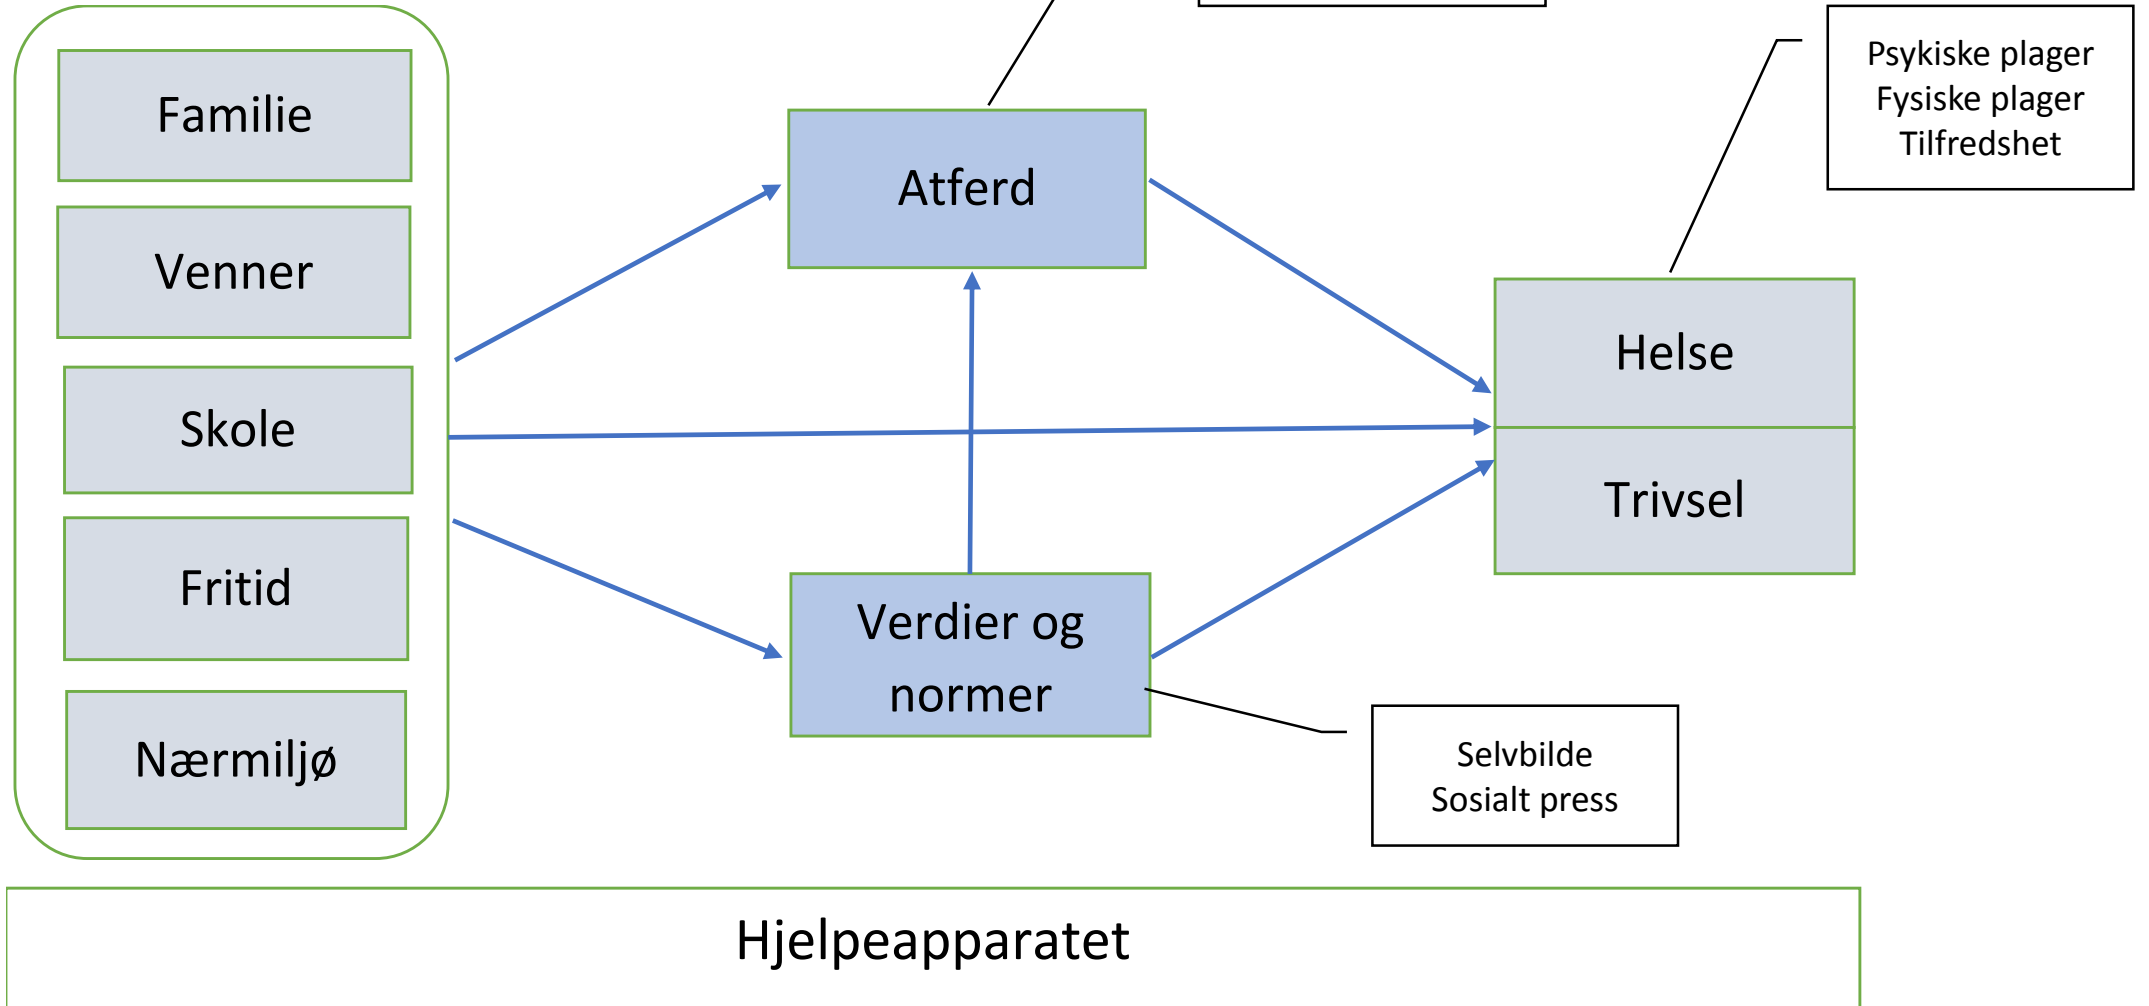 Familie
Venner
Skole
Fritid
Nærmiljø
Atferd
Verdier og
normer
Helse
Trivsel
Psykiske plager
Fysiske plager
Tilfredshet
Selvbilde
Sosialt press
Hjelpeapparatet